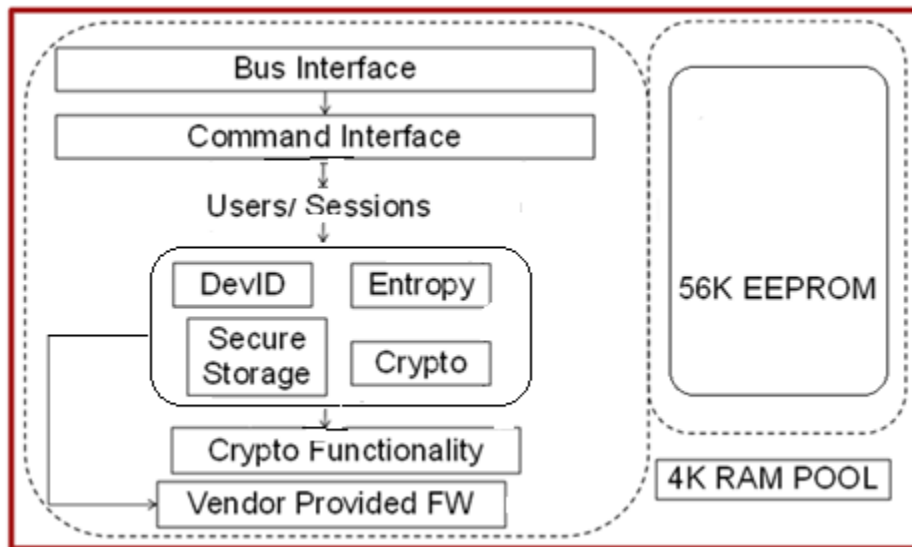 Bus Interface
Command Interface
Users/ Sessions
DevID
Entropy
Secure
Storage
Crypto
Crypto Functionality
Vendor Provided FW
56K EEPROM
4K RAM POOL